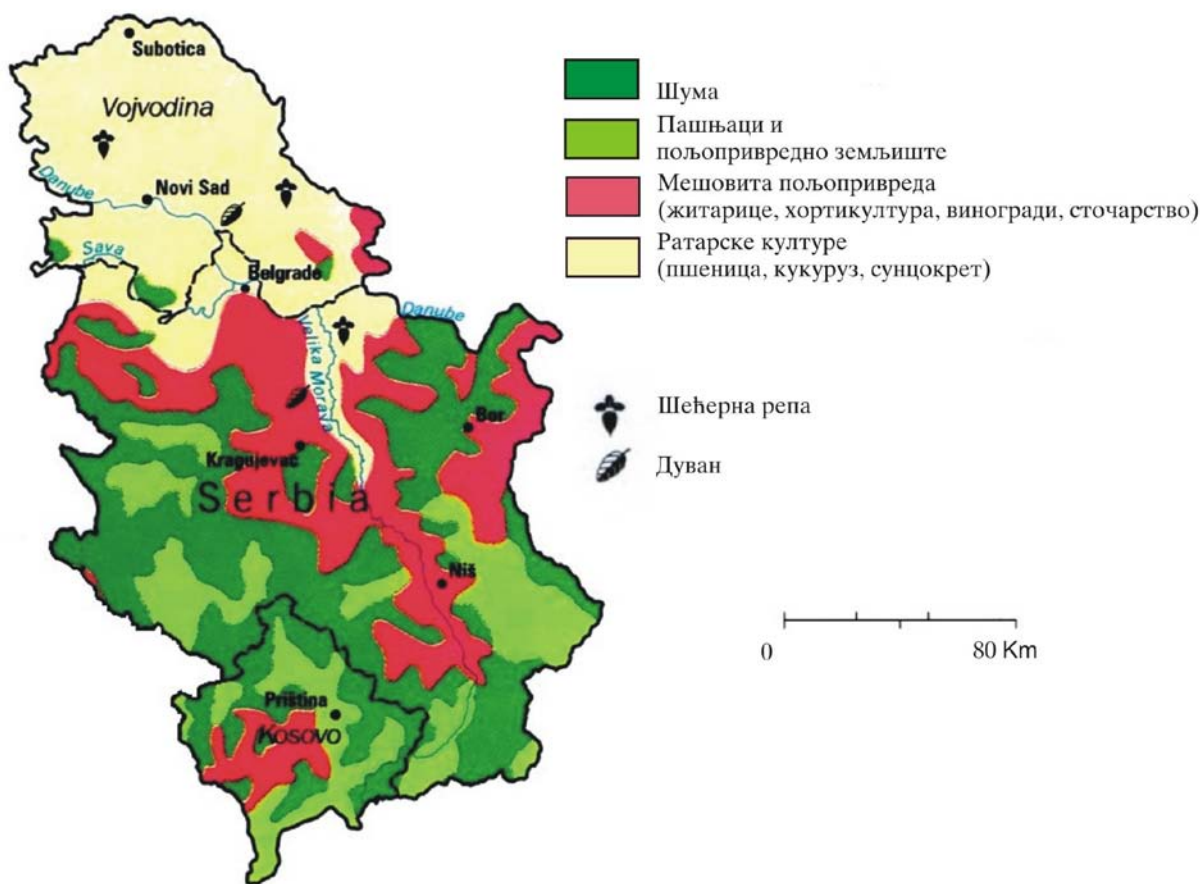 Subotica
Vojvodina
Danube
Novi Sad
Sava
Belgrade
Danube
Velika Morava
Bor
Kragujevac
Serbia
Niš
Priština
Kosovo
Шума
Пашњаци и
пољопривредно земљиште
Мешовита пољопривреда
(житарице, хортикултура, виногради, сточарство)
Ратарске културе
(пшеница, кукуруз, сунцокрет)
Шећерна репа
Дуван
0
80 Km